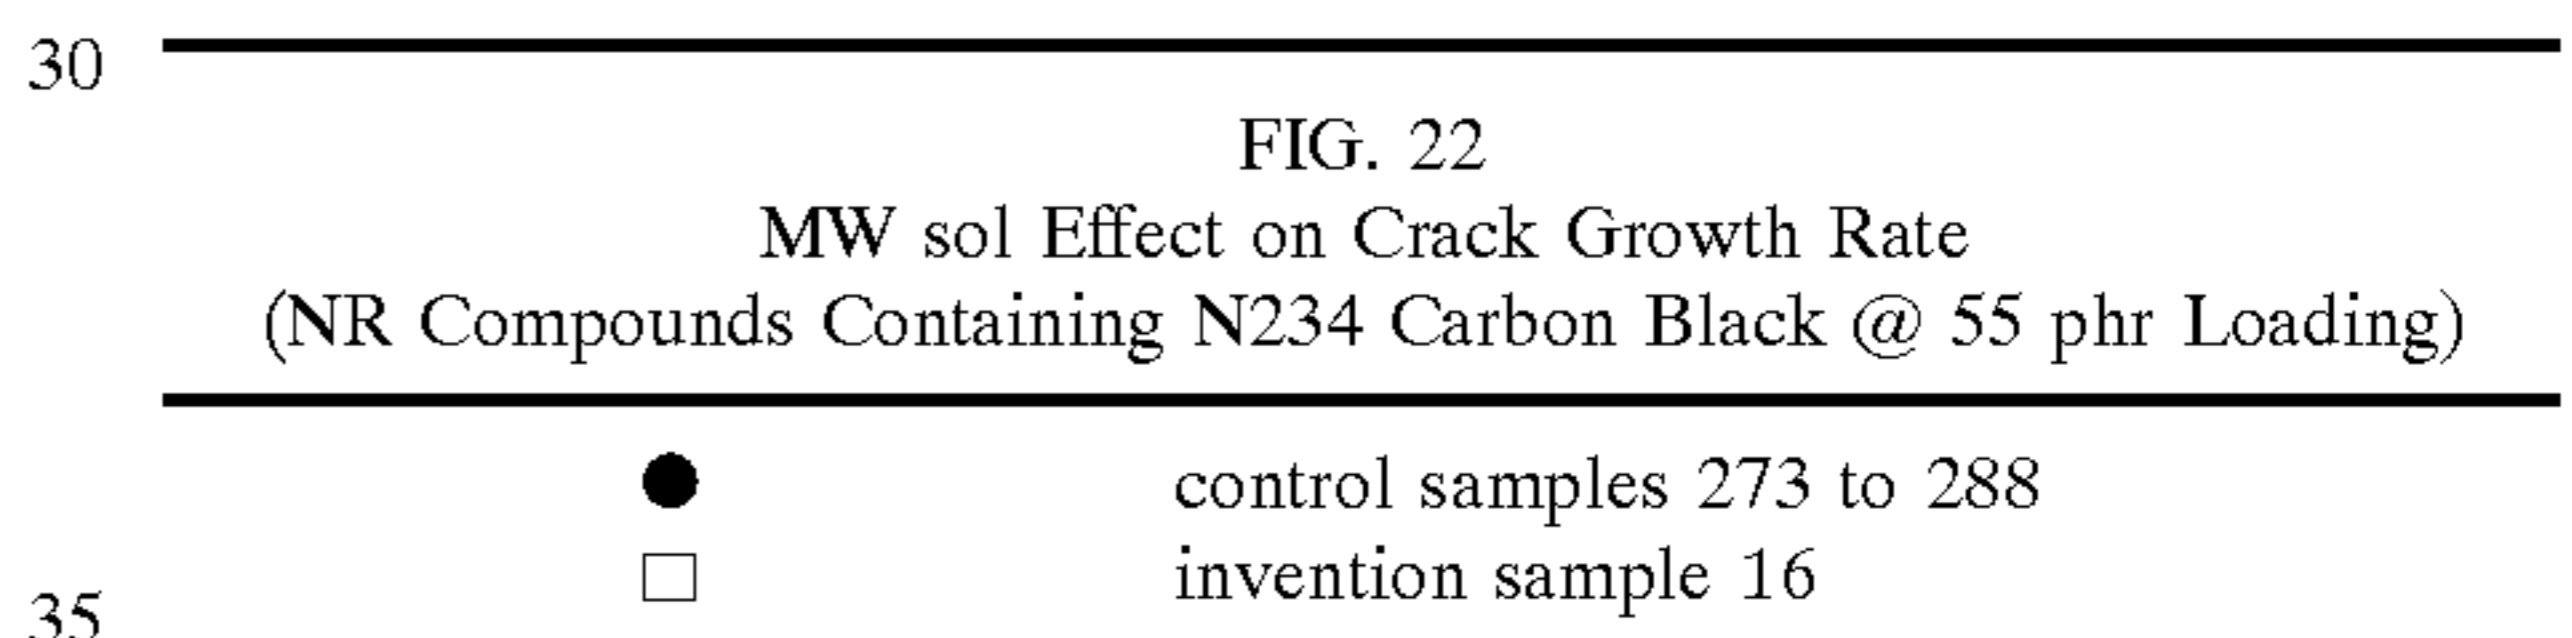 30
FIG. 22
MW sol Effect on Crack Growth Rate
(NR Compounds Containing N234 Carbon Black @ 55 phr Loading)
● control samples 273 to 288
□ invention sample 16
35